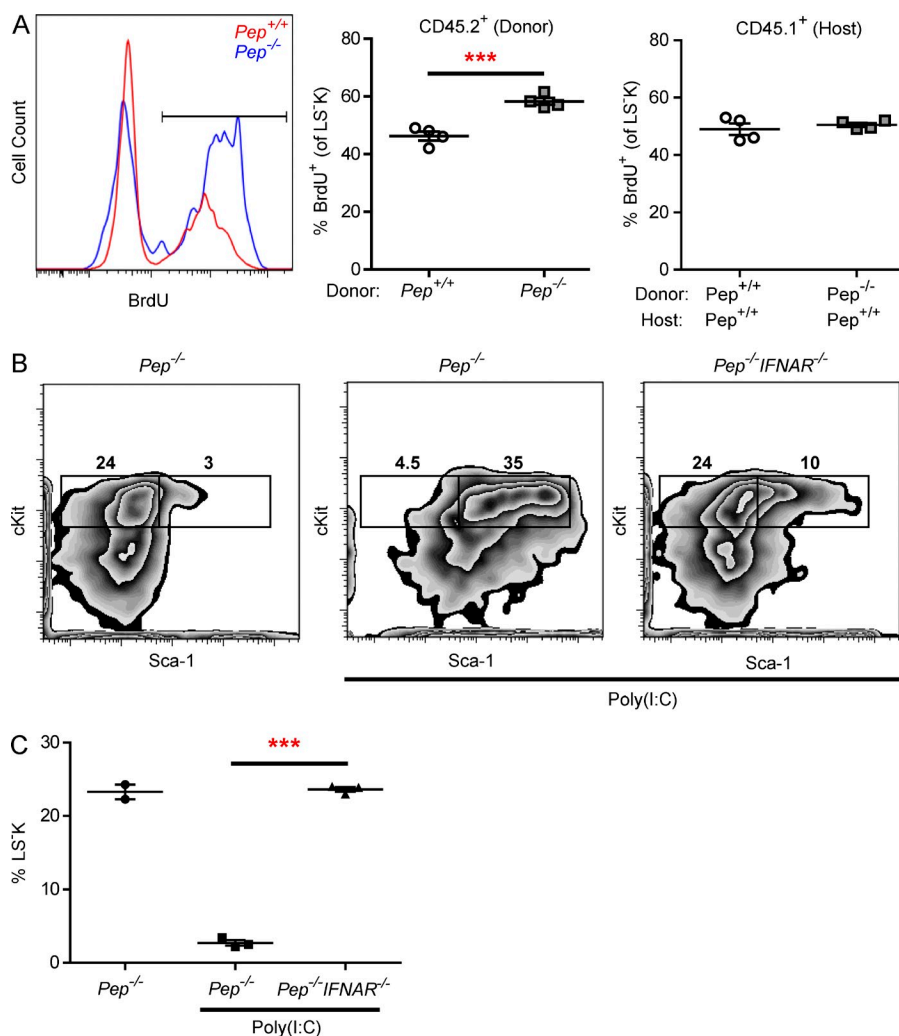 A
Pep+/+
Pep-/-
Cell Count
BrdU
CD45.2+ (Donor)
***
% BrdU+ (of LS-K)
80
60
40
20
0
Donor: Pep+/+ Pep-/-
CD45.1+ (Host)
% BrdU+ (of LS-K)
80
60
40
20
0
Donor: Pep+/+ Pep-/-
Host: Pep+/+ Pep+/+
B
Pep-/-
24 3
cKit
Sca-1
Pep-/-
4.5 35
cKit
Sca-1
Pep-/-IFNAR-/-
24 10
cKit
Sca-1
Poly(I:C)
C
***
% LS-K
30
20
10
0
Pep-/- Pep-/- Pep-/-IFNAR-/-
Poly(I:C)